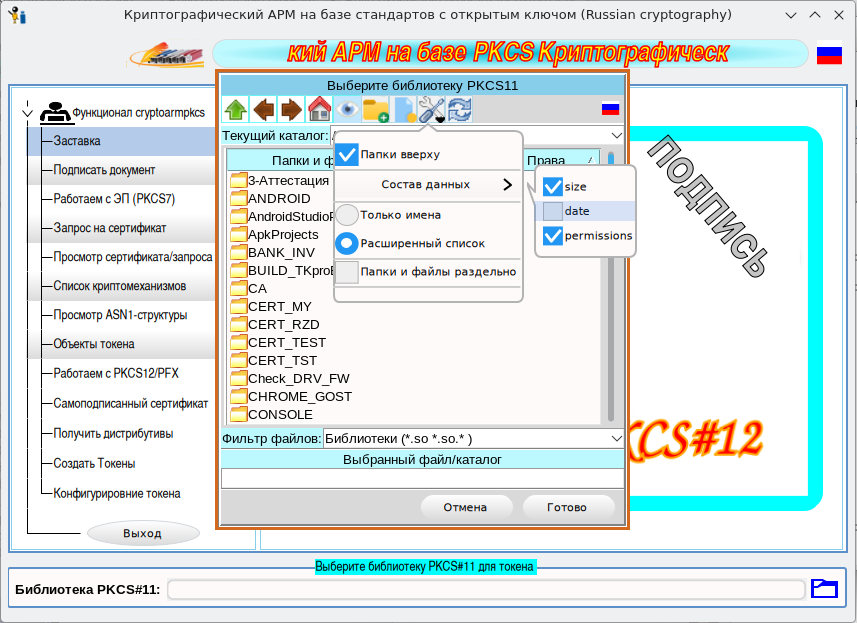 Криптографический АРМ на базе стандартов с открытым ключом (Russian cryptography)
кий АРМ на базе PKCS Криптографическ
Функционал cryptoarmpkcs
Заставка
Подписать документ
Работаем с ЭП (PKCS7)
Запрос на сертификат
Просмотр сертификата/запроса
Список криптомеханизмов
Просмотр ASN1-структуры
Объекты токена
Работаем с PKCS12/PFX
Самоподписанный сертификат
Получить дистрибутивы
Создать Токены
Конфигурировние токена
Выход
Выберите библиотеку PKCS11
Текущий каталог:
Папки и ф
Права
З-Аттестация
ANDROID
AndroidStudioP
ApkProjects
BANK_INV
BUILD_TKproE
CA
CERT_MY
CERT_RZD
CERT_TEST
CERT_TST
Check_DRV_FW
CHROME_GOST
CONSOLE
Папки вверху
Состав данных
Только имена
Расширенный список
Папки и файлы раздельно
size
date
permissions
Фильтр файлов:
Библиотеки (*.so *.so.* )
Выбранный файл/каталог
Отмена
Готово
подпись
KCS#12
Выберите библиотеку PKCS#11 для токена
Библиотека PKCS#11: